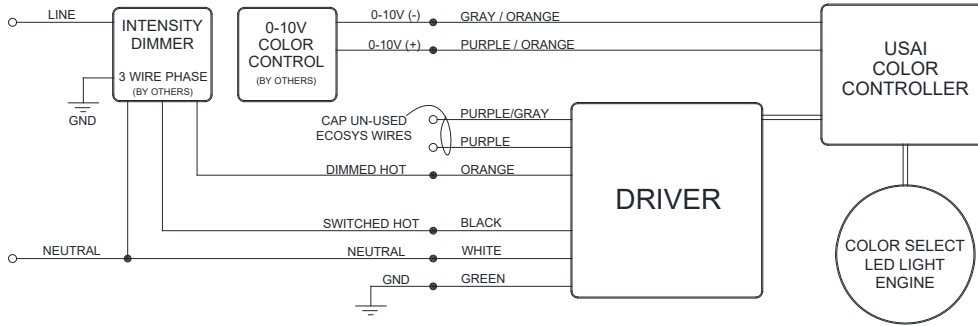 LINE
INTENSITY
DIMMER
3 WIRE PHASE
(BY OTHERS)
GND
0-10V
COLOR
CONTROL
(BY OTHERS)
0-10V (-)
GRAY / ORANGE
0-10V (+)
PURPLE / ORANGE
USAI
COLOR
CONTROLLER
CAP UN-USED
ECOSYS WIRES
PURPLE/GRAY
PURPLE
DIMMED HOT
ORANGE
SWITCHED HOT
BLACK
NEUTRAL
NEUTRAL
WHITE
GND
GREEN
DRIVER
COLOR SELECT
LED LIGHT
ENGINE